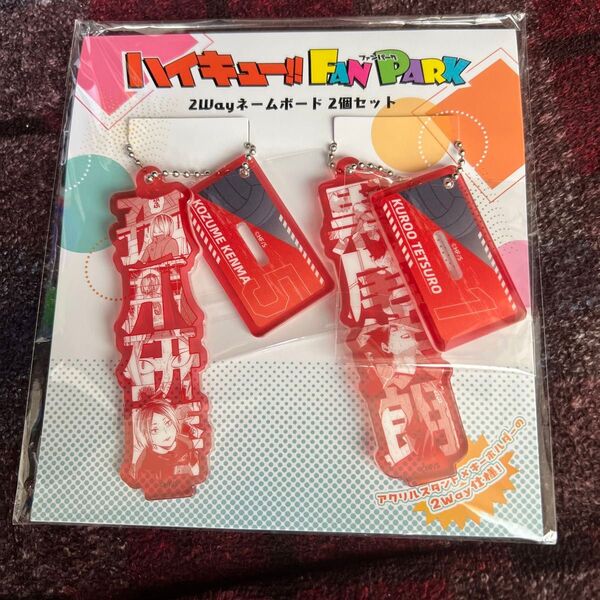 ハイキュー!! FAN PARK
ファンパーク
2Wayネームボード 2個セット
孤爪研磨
KOZUME KENMA
5
黒尾鉄朗
KUROO TETSURO
1
アクリルスタンド×キーホルダーの
2Way仕様!